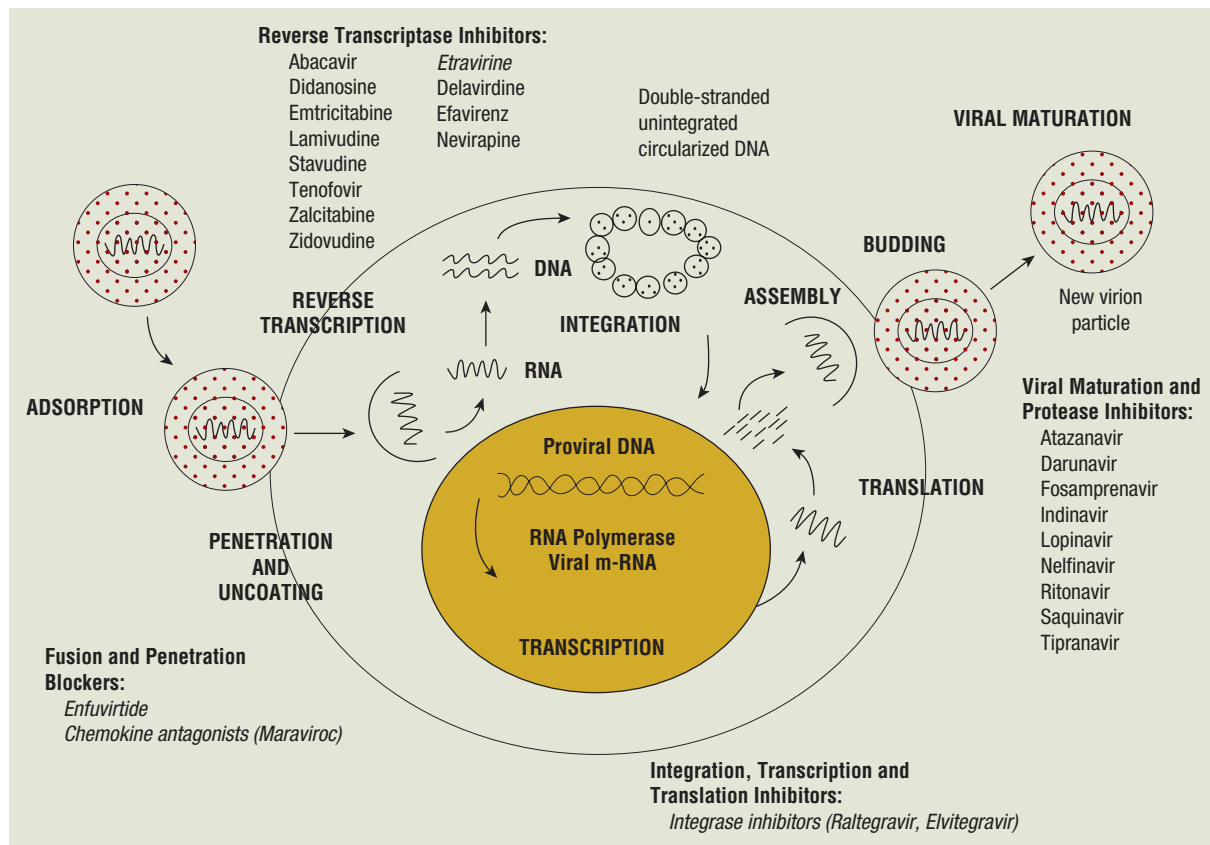 Reverse Transcriptase Inhibitors:
Abacavir
Didanosine
Emtricitabine
Lamivudine
Stavudine
Tenofovir
Zalcitabine
Zidovudine
Etravirine
Delavirdine
Efavirenz
Nevirapine
Double-stranded
unintegrated
circularized DNA
VIRAL MATURATION
BUDDING
New virion
particle
DNA
REVERSE
TRANSCRIPTION
INTEGRATION
ASSEMBLY
RNA
ADSORPTION
Proviral DNA
RNA Polymerase
Viral m-RNA
TRANSCRIPTION
TRANSLATION
PENETRATION
AND
UNCOATING
Viral Maturation and
Protease Inhibitors:
Atazanavir
Darunavir
Fosamprenavir
Indinavir
Lopinavir
Nelfinavir
Ritonavir
Saquinavir
Tipranavir
Fusion and Penetration
Blockers:
Enfuvirtide
Chemokine antagonists (Maraviroc)
Integration, Transcription and
Translation Inhibitors:
Integrase inhibitors (Raltegravir, Elvitegravir)